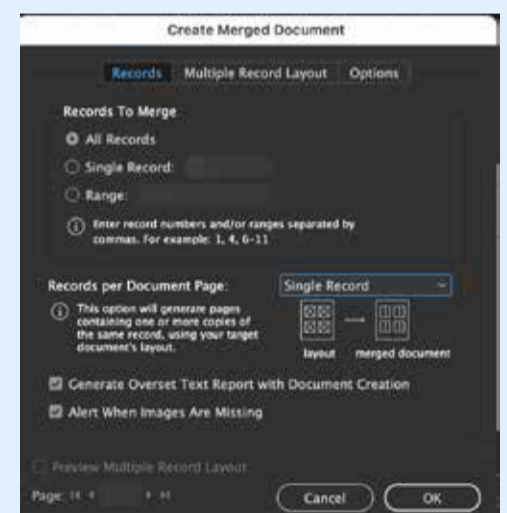 Create Merged Document
Records Multiple Record Layout Options
Records To Merge
All Records
Single Record:
Range:
Enter record numbers and/or ranges separated by
commas. For example: 1, 4, 6-11
Records per Document Page: Single Record
This option will generate pages
containing one or more copies of
the same record, using your target
document's layout.
layout merged document
Generate Overset Text Report with Document Creation
Alert When Images Are Missing
Preview Multiple Record Layout
Page:
Cancel OK